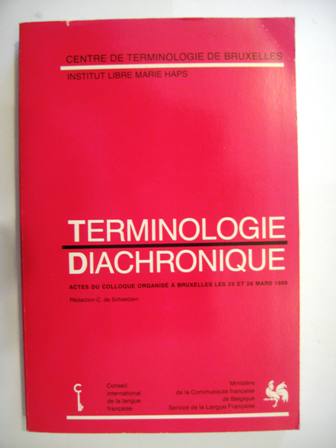 CENTRE DE TERMINOLOGIE DE BRUXELLES
INSTITUT LIBRE MARIE HAPS
TERMINOLOGIE
DIACHRONIQUE
ACTES DU COLLOQUE ORGANISÉ À BRUXELLES LES 25 ET 26 MARS 1988
Rédaction C. de Schaetzen
Conseil
international
de la langue
française
Ministère
de la Communauté française
de Belgique
Service de la Langue Française